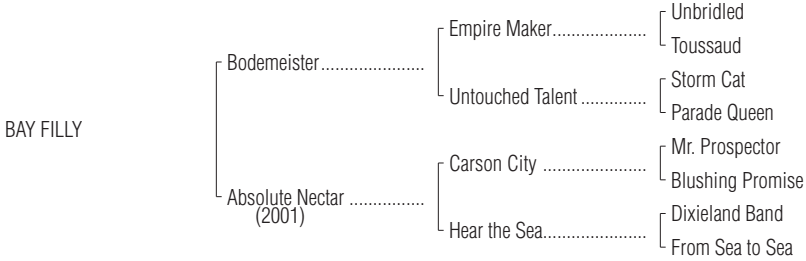 Unbridled
Empire Maker....................
Toussaud
Bodemeister......................
Storm Cat
Untouched Talent ..............
Parade Queen
BAY FILLY
Mr. Prospector
Carson City ......................
Blushing Promise
Absolute Nectar ................
(2001)
Dixieland Band
Hear the Sea......................
From Sea to Sea